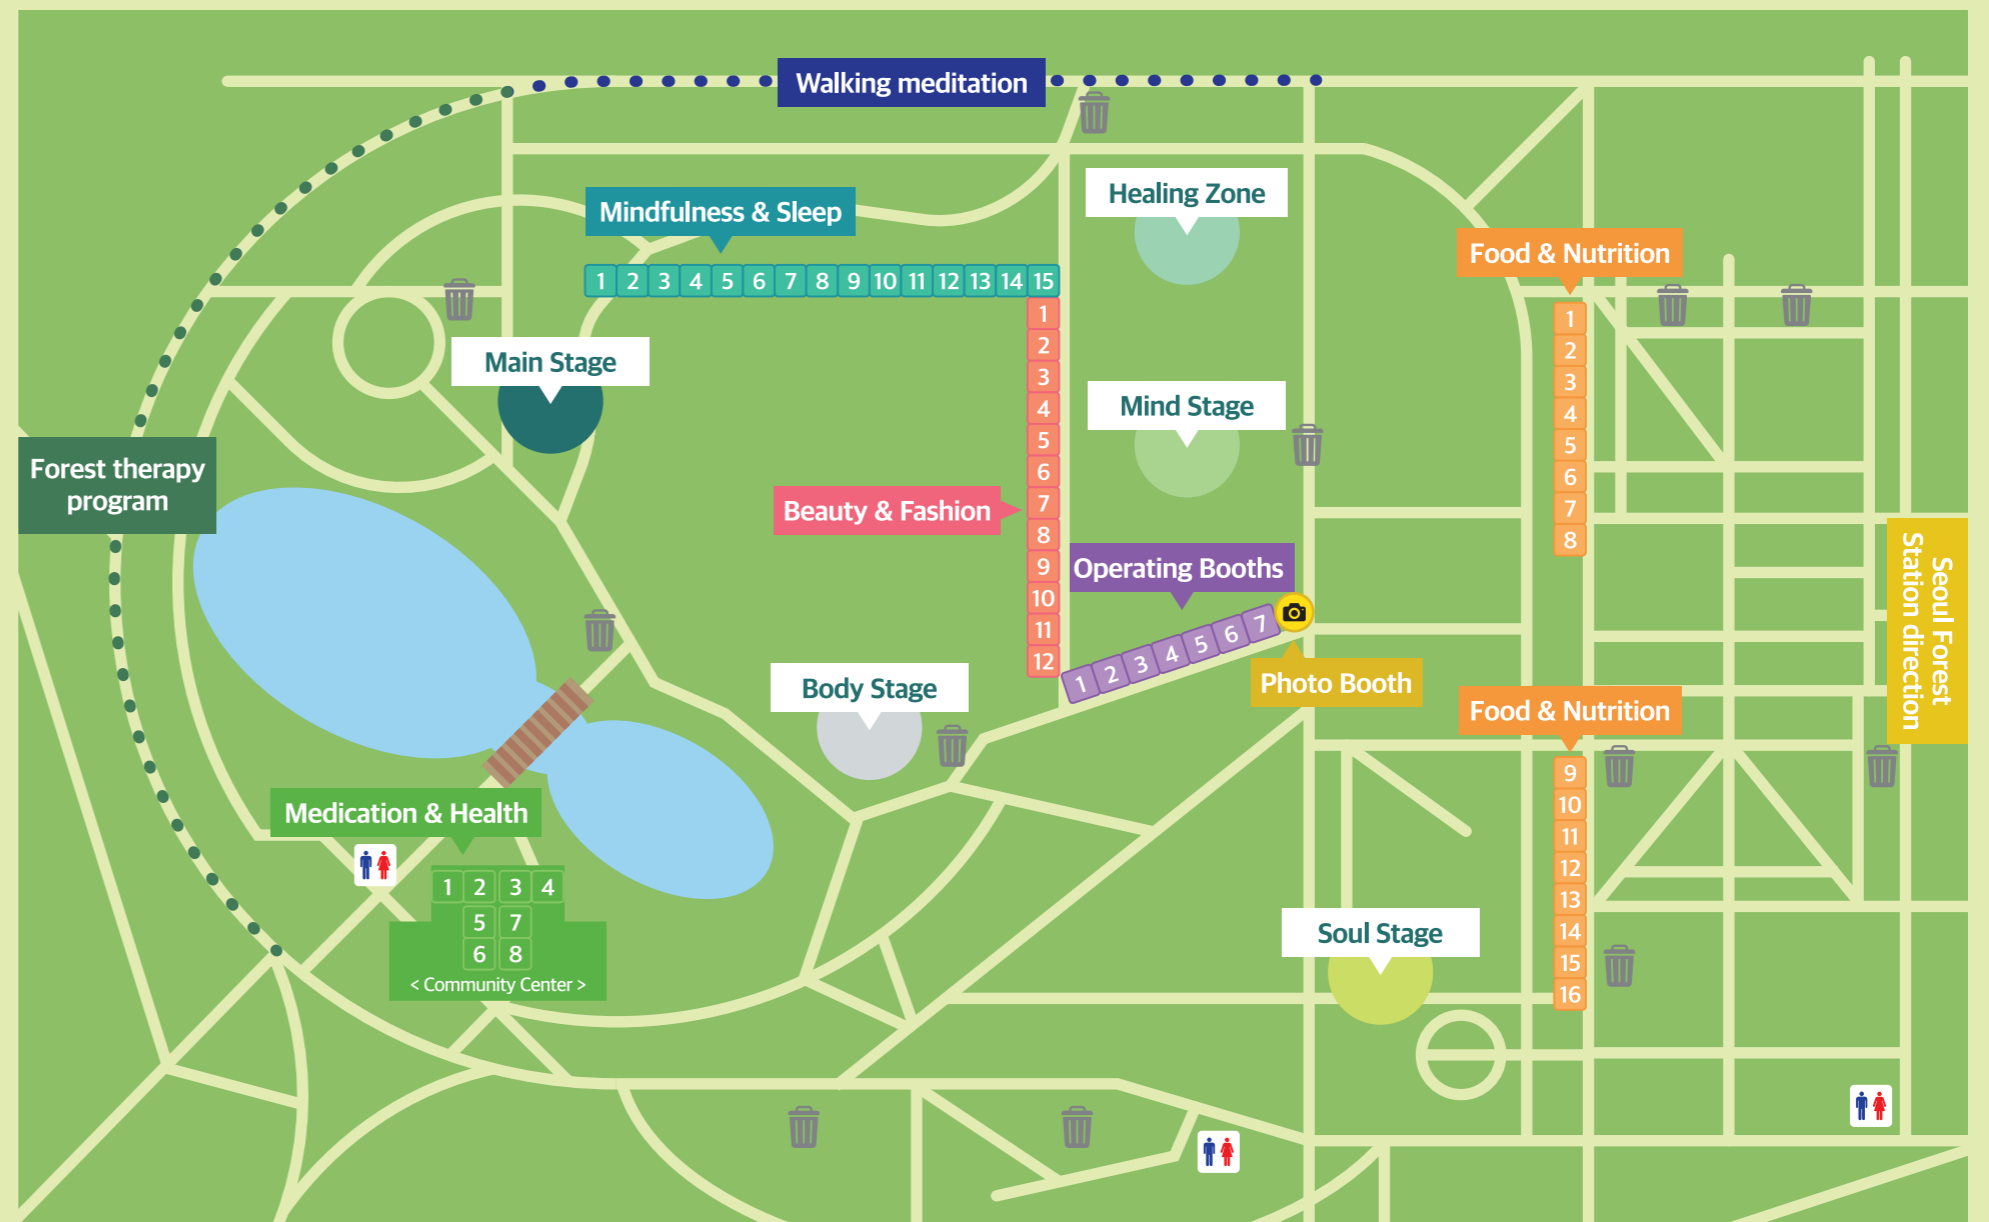 Walking meditation
Healing Zone
Mindfulness & Sleep
1 2 3 4 5 6 7 8 9 10 11 12 13 14 15
Food & Nutrition
1
2
3
4
5
6
7
8
Main Stage
1
2
3
4
5
6
7
8
9
10
11
12
Mind Stage
Forest therapy
program
Beauty & Fashion
Operating Booths
1 2 3 4 5 6 7
Seoul Forest
Station direction
Body Stage
Photo Booth
Food & Nutrition
9
10
11
12
13
14
15
16
Medication & Health
1 2 3 4
5 7
6 8
< Community Center >
Soul Stage